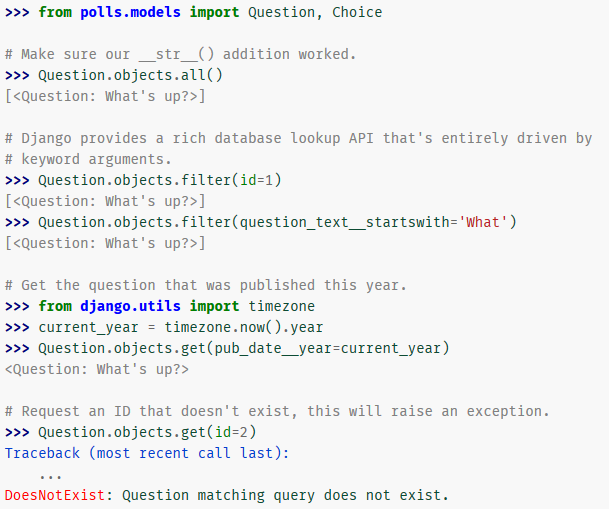 >>> from polls.models import Question, Choice
# Make sure our __str__() addition worked.
>>> Question.objects.all()
[<Question: What's up?>]
# Django provides a rich database lookup API that's entirely driven by
# keyword arguments.
>>> Question.objects.filter(id=1)
[<Question: What's up?>]
>>> Question.objects.filter(question_text__startswith='What')
[<Question: What's up?>]
# Get the question that was published this year.
>>> from django.utils import timezone
>>> current_year = timezone.now().year
>>> Question.objects.get(pub_date__year=current_year)
<Question: What's up?>
# Request an ID that doesn't exist, this will raise an exception.
>>> Question.objects.get(id=2)
Traceback (most recent call last):
    ...
DoesNotExist: Question matching query does not exist.